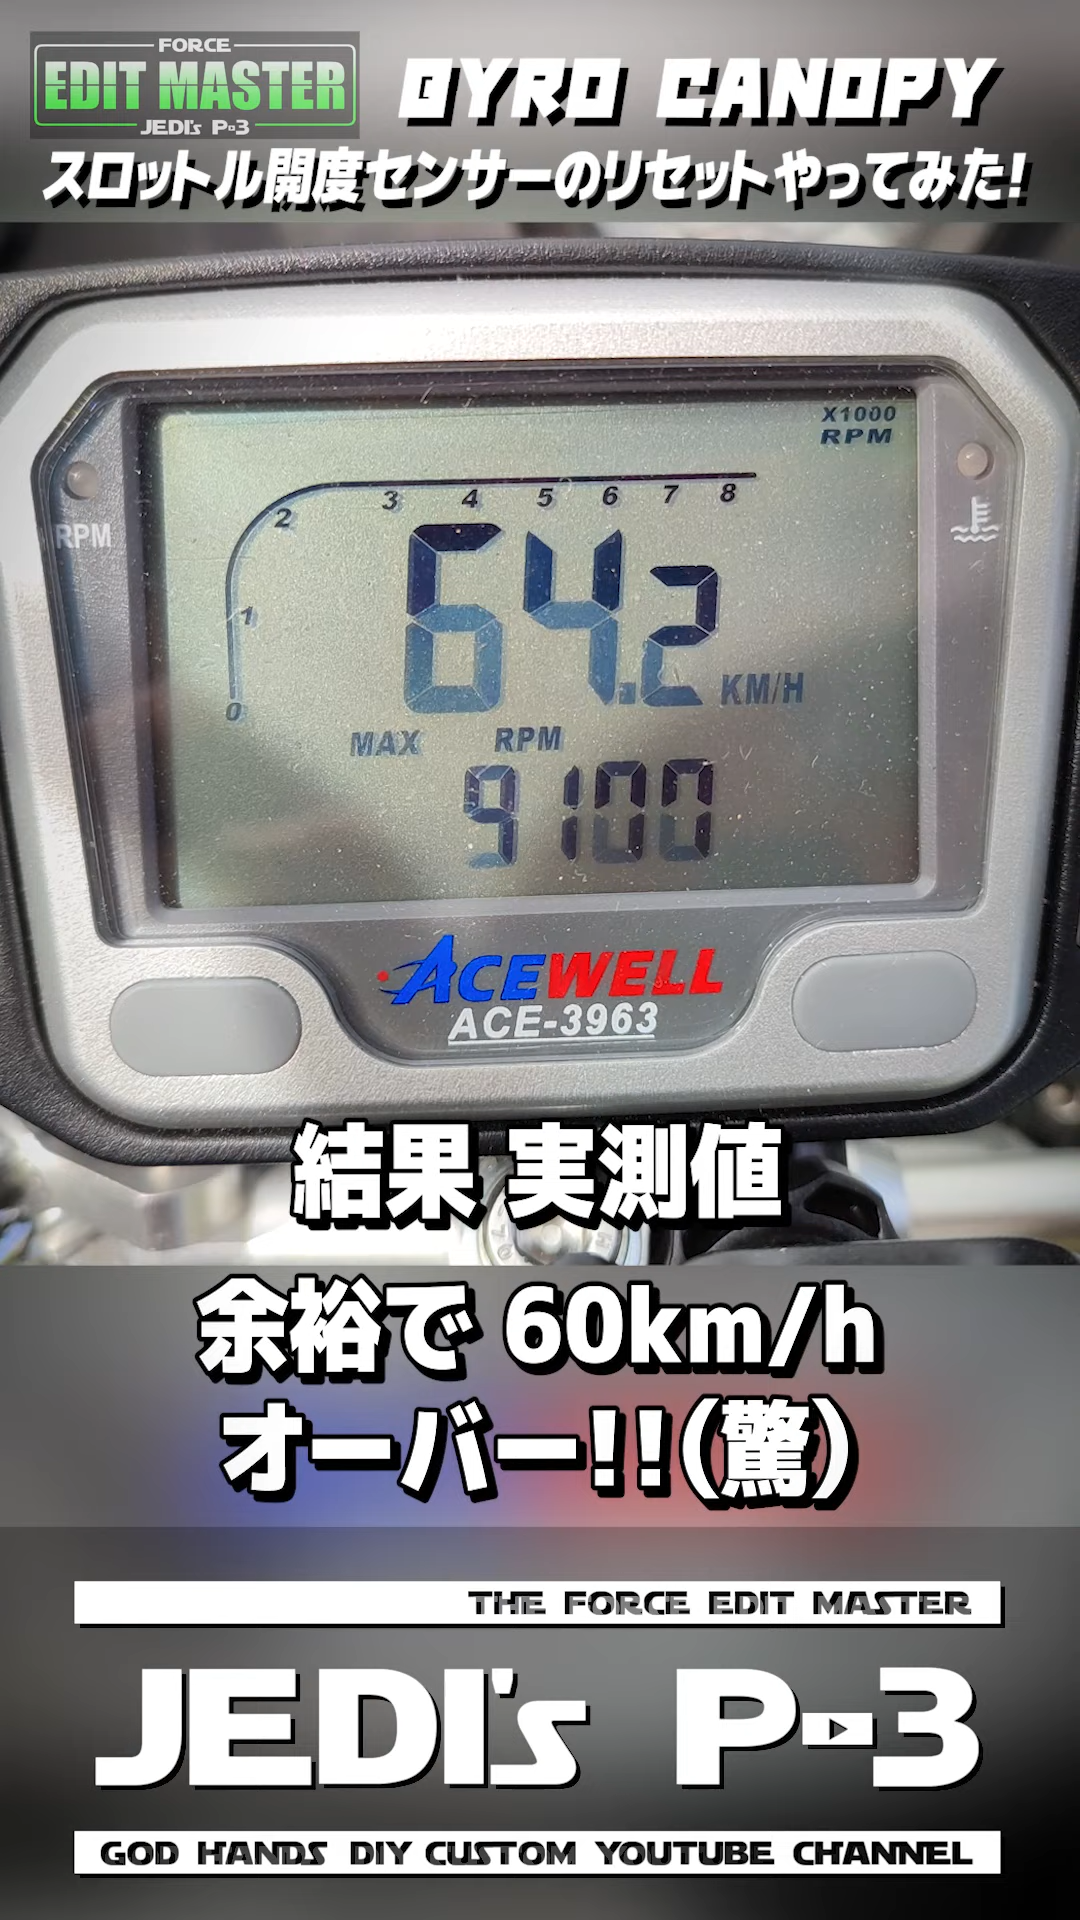 FORCE
EDIT MASTER
JEDI's P-3
GYRO CANOPY
スロットル開度センサーのリセットやってみた!
X1000
RPM
0 1 2 3 4 5 6 7 8
RPM
64.2 KM/H
MAX RPM
9100
ACEWELL
ACE-3963
結果 実測値
余裕で 60km/h
オーバー!!(驚)
THE FORCE EDIT MASTER
JEDI's P-3
GOD HANDS DIY CUSTOM YOUTUBE CHANNEL